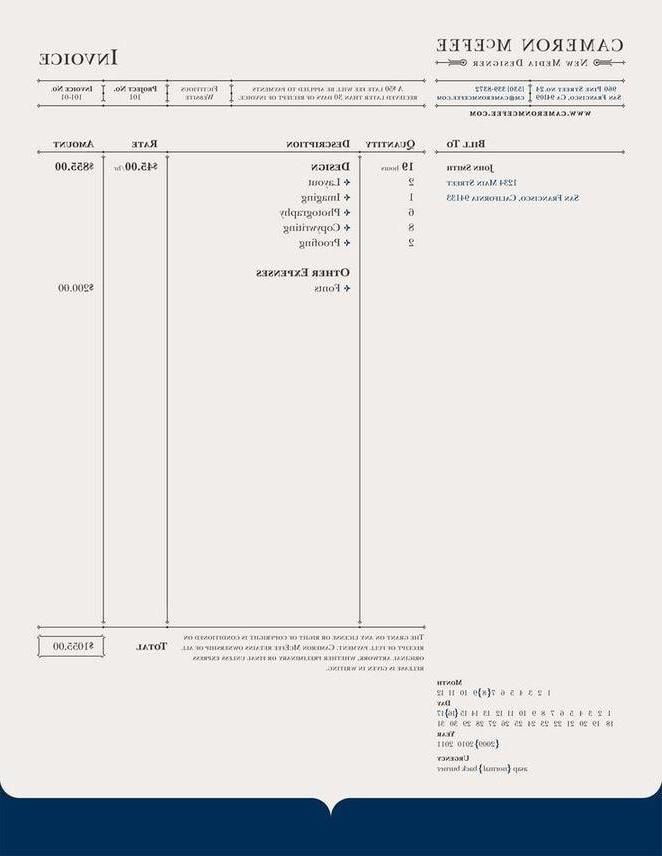 CAMERON MCEFEE
NEW MEDIA DESIGNER
INVOICE
960 PINE STREET NO.24
SAN FRANCISCO, CA 94109
(530) 339-8372
CM@CAMERONMCEFEE.COM
A $50 LATE FEE WILL BE APPLIED TO PAYMENTS
RECEIVED LATER THAN 30 DAYS OF RECEIPT OF INVOICE.
FICTITIOUS
WEBSITE
PROJECT NO.
101
INVOICE NO.
101-01
WWW.CAMERONMCEFEE.COM
BILL TO
JOHN SMITH
1234 MAIN STREET
SAN FRANCISCO, CALIFORNIA 94133
QUANTITY DESCRIPTION RATE AMOUNT
19 hours DESIGN $45.00/hr $855.00
2 Layout
1 Imaging
6 Photography
8 Copywriting
2 Proofing
OTHER EXPENSES
Fonts $200.00
THE GRANT ON ANY LICENSE OR RIGHT OF COPYRIGHT IS CONDITIONED ON
RECEIPT OF FULL PAYMENT. CAMERON MCEFEE RETAINS OWNERSHIP OF ALL
ORIGINAL ARTWORK, WHETHER PRELIMINARY OR FINAL UNLESS EXPRESS
RELEASE IS GIVEN IN WRITING.
TOTAL $1055.00
MONTH
1 2 3 4 5 6 7 {8} 9 10 11 12
DAY
1 2 3 4 5 6 7 8 9 10 11 12 13 14 15 {16} 17
18 19 20 21 22 23 24 25 26 27 28 29 30 31
YEAR
{2009} 2010 2011
URGENCY
asap {normal} back burner